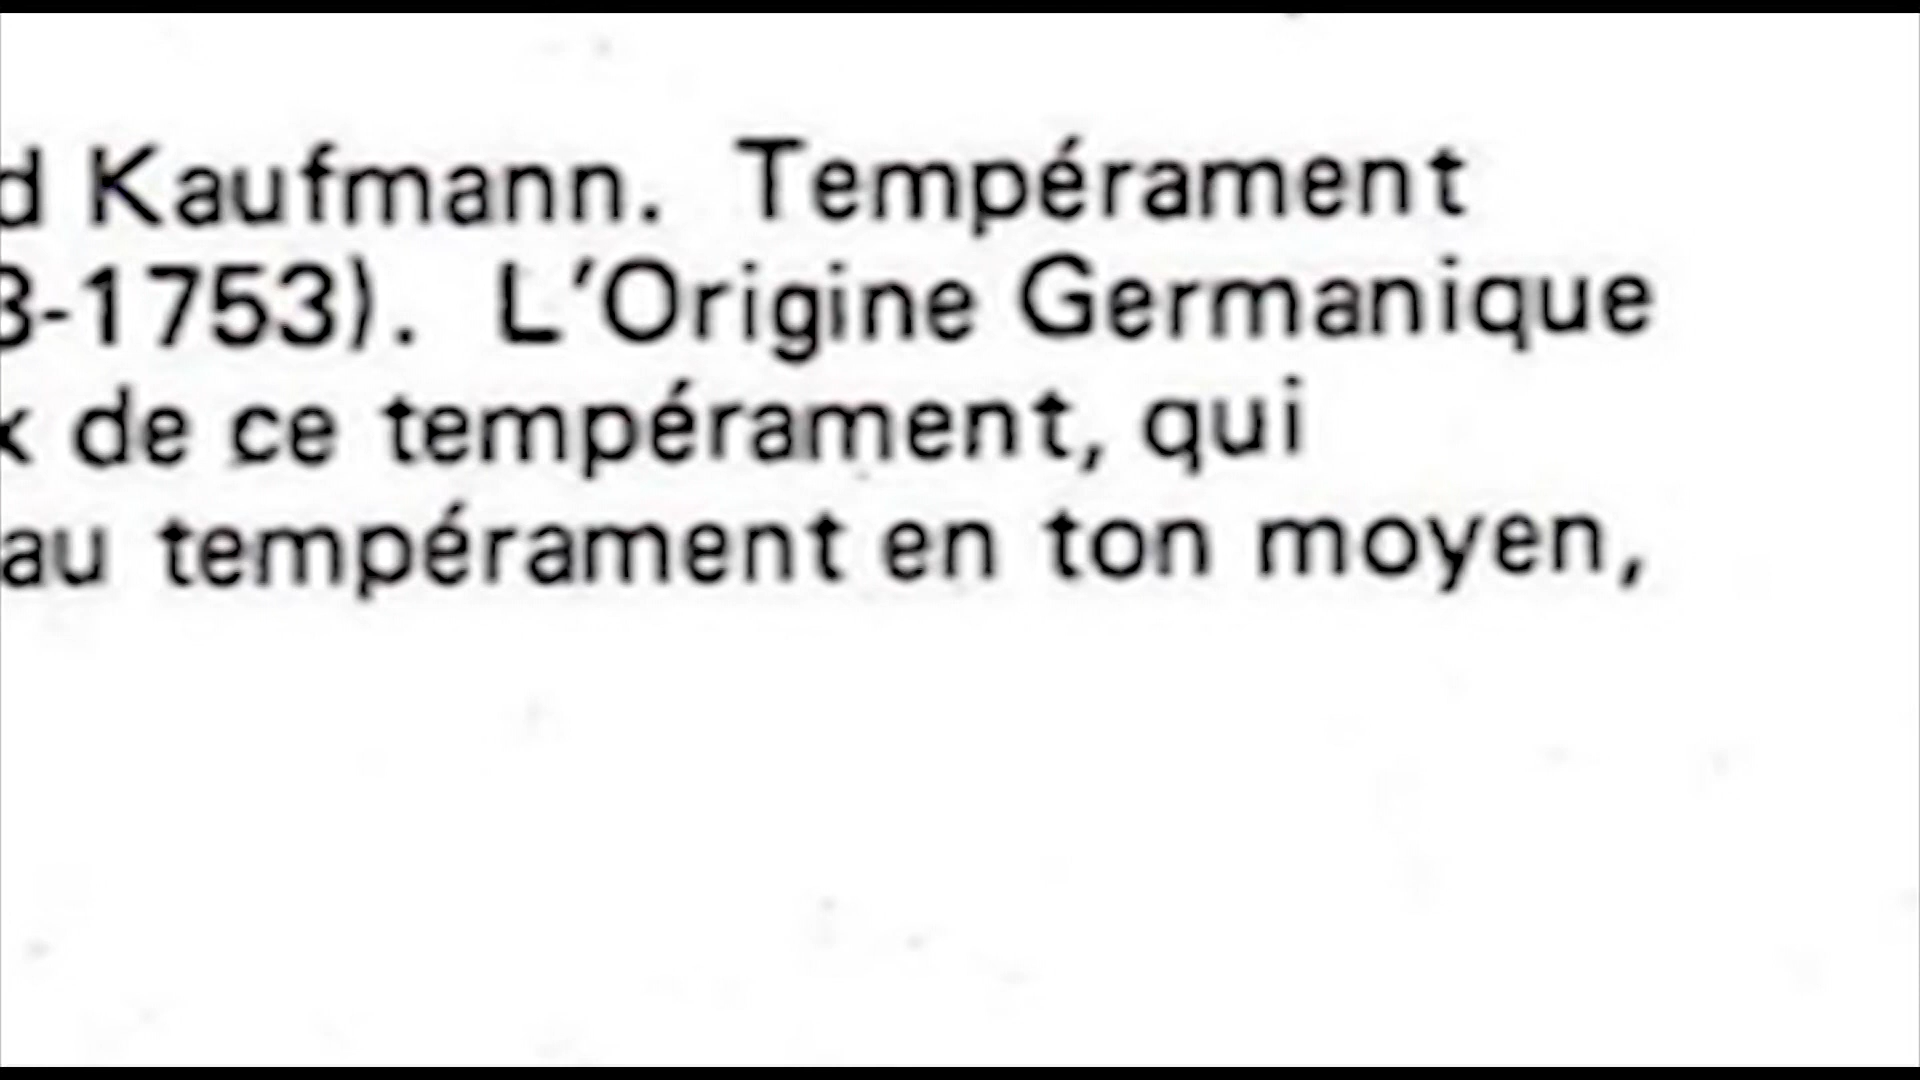 d Kaufmann. Tempérament
3-1753). L'Origine Germanique
x de ce tempérament, qui
au tempérament en ton moyen,